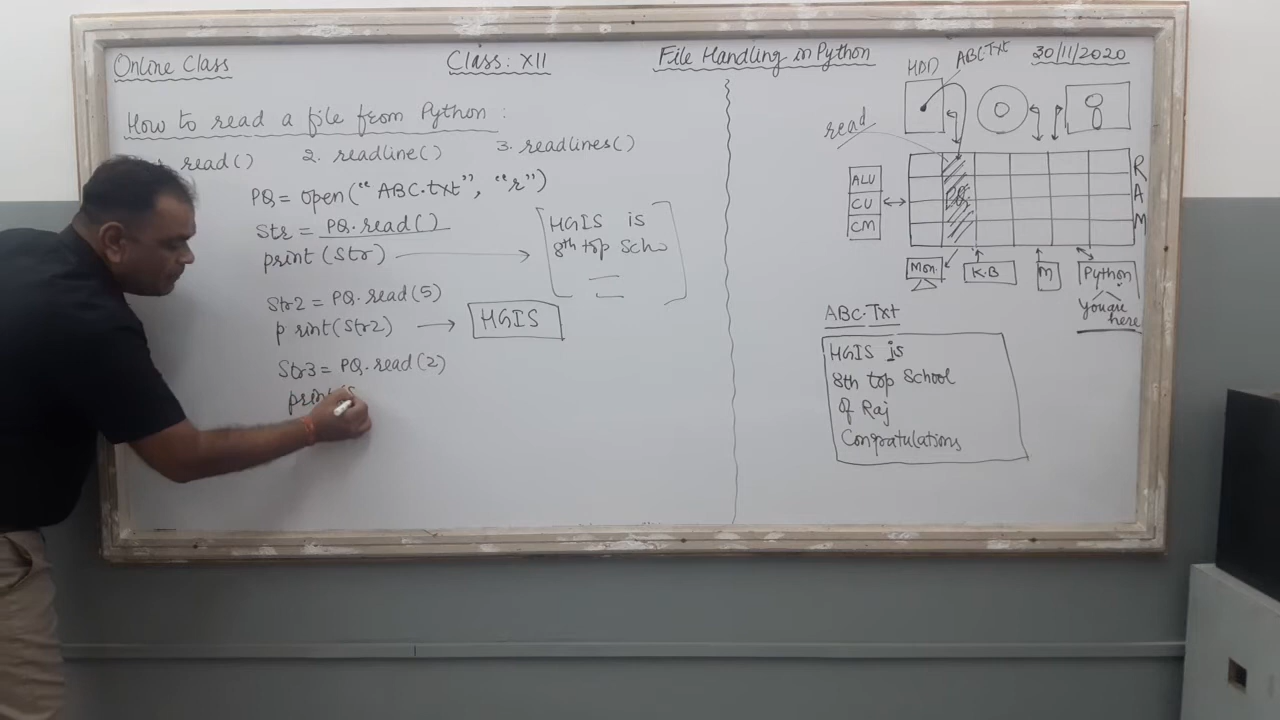 Online Class
Class: XII
File Handling in Python
30/11/2020
How to read a file from Python :
read()
2. readline()
3. readlines()
PQ = open("ABC.txt", "r")
Str = PQ.read()
print (Str)
HGIS is
8th top Scho
Str2 = PQ.read(5)
print(Str2)
HGIS
Str3 = PQ.read(2)
print(S
HDD
ABC.Txt
read
ALU
CU
CM
PQ
R
A
M
Mon.
K.B
M
Python
You are
here
ABC.Txt
HGIS is
8th top School
Of Raj
Congratulations